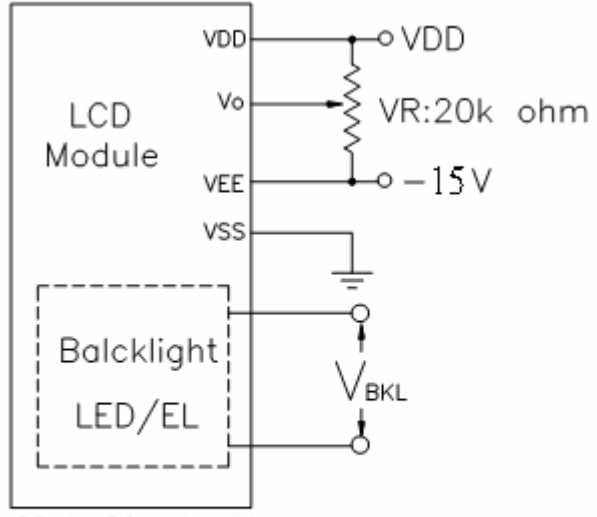 VDD
VDD
Vo
LCD
Module
VR:20k ohm
VEE
-15V
VSS
Balcklight
LED/EL
VBKL